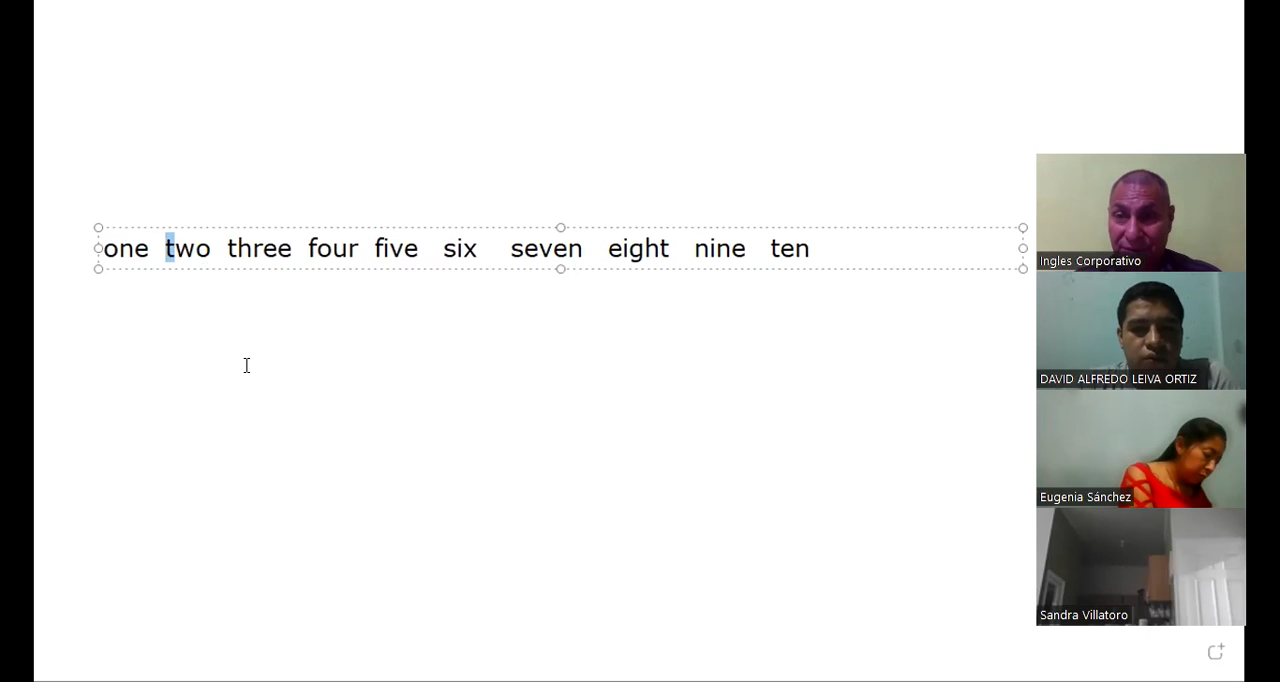 one two three four five six seven eight nine ten
Ingles Corporativo
DAVID ALFREDO LEIVA ORTIZ
Eugenia Sánchez
Sandra Villatoro